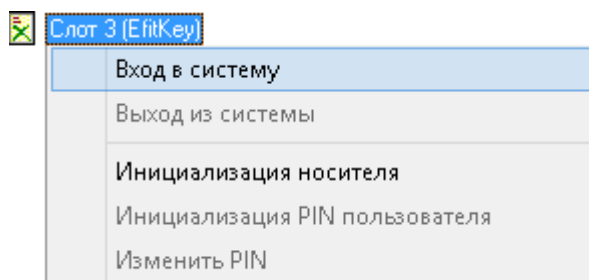 Слот 3 (EfitKey)
Вход в систему
Выход из системы
Инициализация носителя
Инициализация PIN пользователя
Изменить PIN